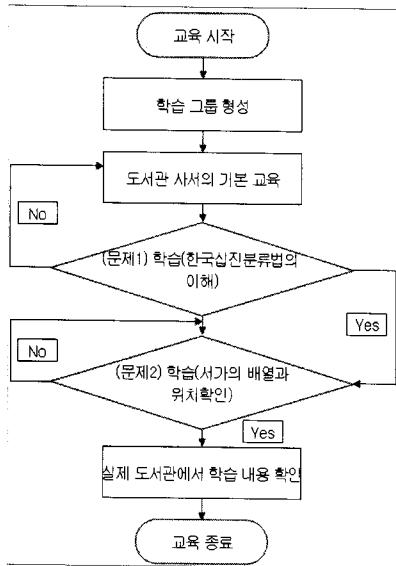 교육 시작
학습 그룹 형성
도서관 사서의 기본 교육
No
(문제1) 학습(한국십진분류법의
이해)
Yes
No
(문제2) 학습(서가의 배열과
위치확인)
Yes
실제 도서관에서 학습 내용 확인
교육 종료